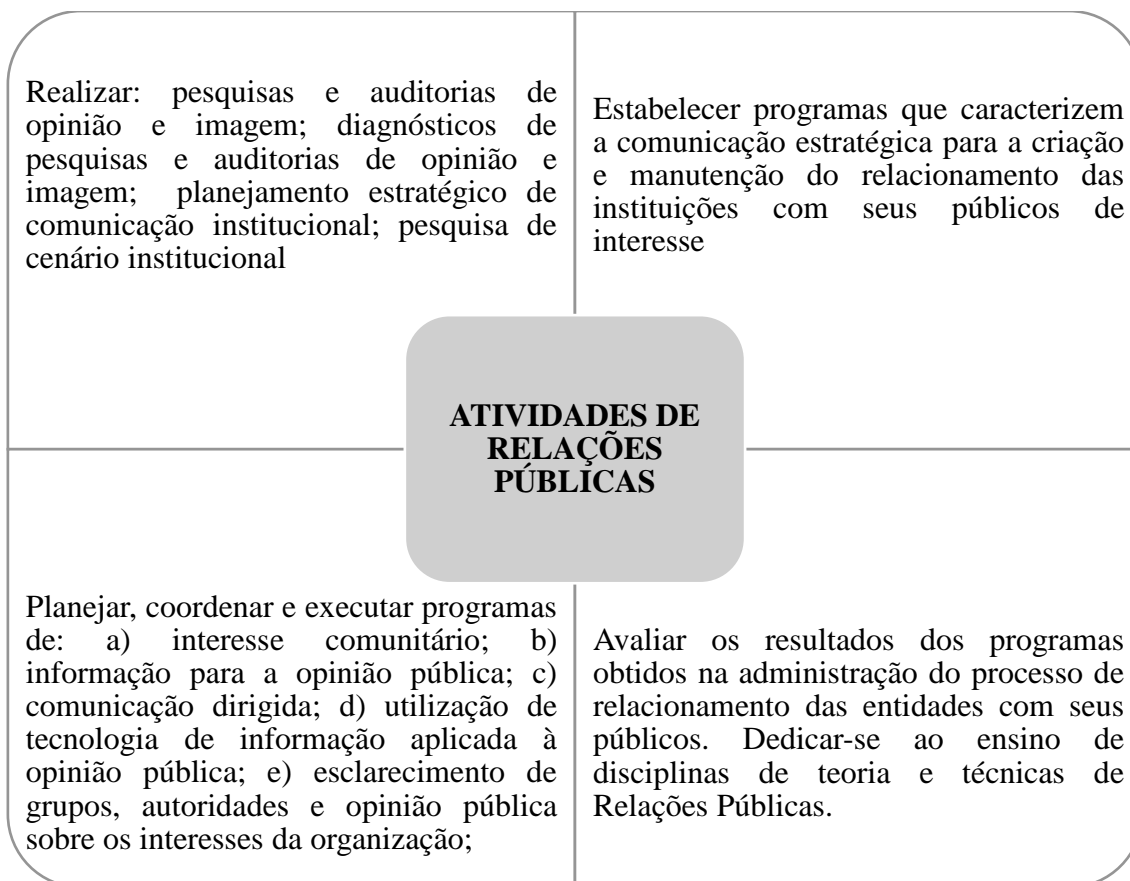 Realizar: pesquisas e auditorias de
opinião e imagem; diagnósticos de
pesquisas e auditorias de opinião e
imagem; planejamento estratégico de
comunicação institucional; pesquisa de
cenário institucional
Estabelecer programas que caracterizem
a comunicação estratégica para a criação
e manutenção do relacionamento das
instituições com seus públicos de
interesse
ATIVIDADES DE
RELAÇÕES
PÚBLICAS
Planejar, coordenar e executar programas
de: a) interesse comunitário; b)
informação para a opinião pública; c)
comunicação dirigida; d) utilização de
tecnologia de informação aplicada à
opinião pública; e) esclarecimento de
grupos, autoridades e opinião pública
sobre os interesses da organização;
Avaliar os resultados dos programas
obtidos na administração do processo de
relacionamento das entidades com seus
públicos. Dedicar-se ao ensino de
disciplinas de teoria e técnicas de
Relações Públicas.